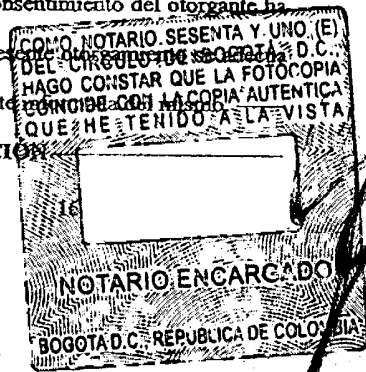 consentimiento del otorgante ha
COMO NOTARIO SESENTA Y UNO (E)
DEL CIRCULO DE BOGOTA, D.C.,
HAGO CONSTAR QUE LA FOTOCOPIA
COINCIDE CON LA COPIA AUTENTICA
QUE HE TENIDO A LA VISTA
NOTARIO ENCARGADO
BOGOTA D.C., REPUBLICA DE COLOMBIA